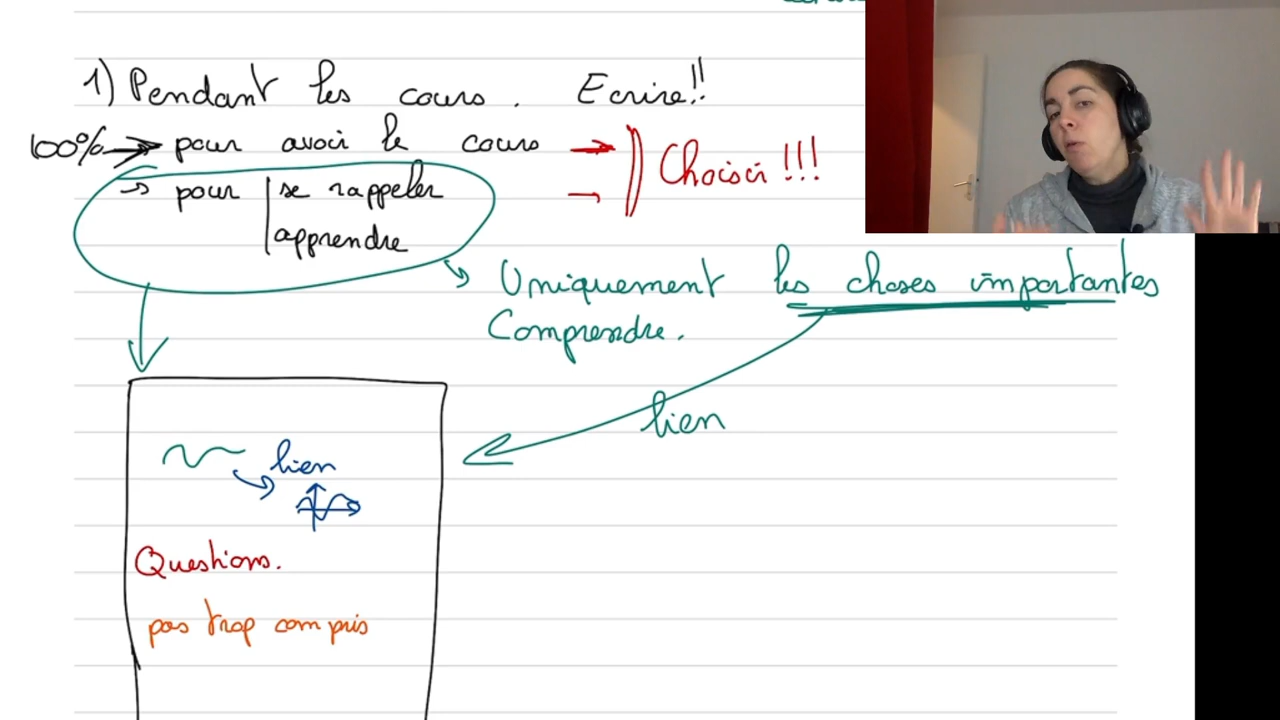 1) Pendant les cours. Ecrire!!
100% → pour avoir le cours →
→ pour se rappeler →
apprendre
Choisir !!!
Uniquement les choses importantes
Comprendre.
lien
lien
Questions.
pas trop compris